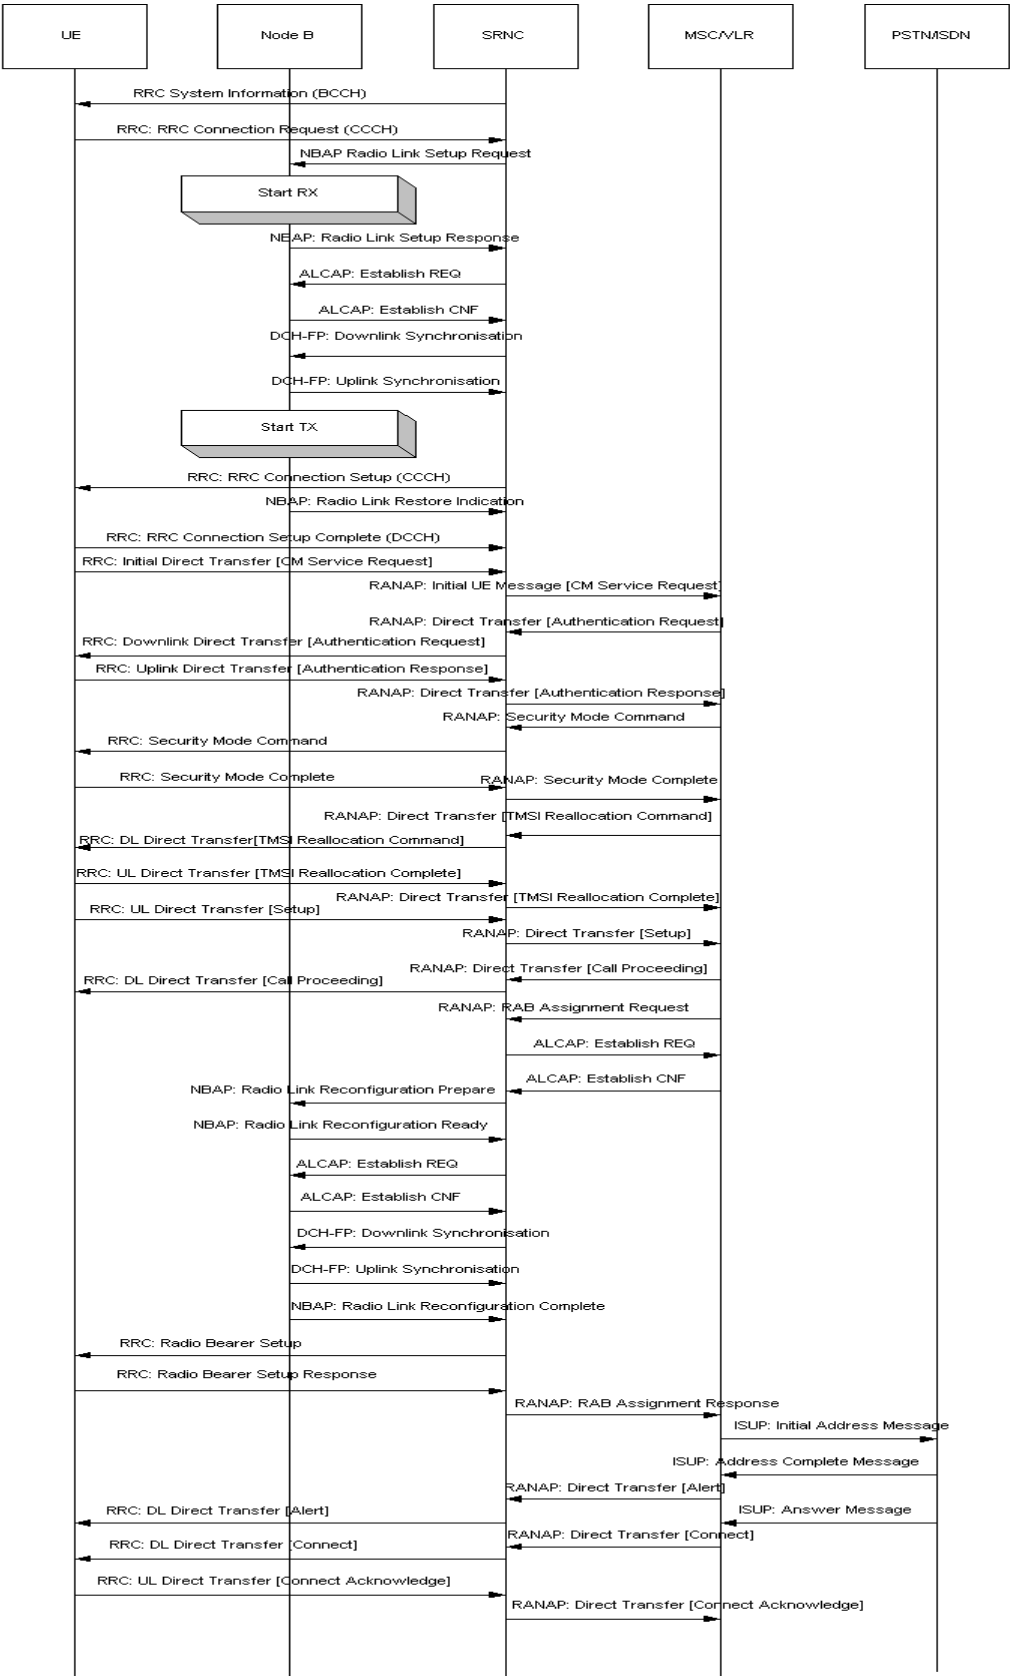 UE
Node B
SRNC
MSC/VLR
PSTN/ISDN
RRC System Information (BCCH)
RRC: RRC Connection Request (CCCH)
NBAP Radio Link Setup Request
Start RX
NBAP: Radio Link Setup Response
ALCAP: Establish REQ
ALCAP: Establish CNF
DCH-FP: Downlink Synchronisation
DCH-FP: Uplink Synchronisation
Start TX
RRC: RRC Connection Setup (CCCH)
NBAP: Radio Link Restore Indication
RRC: RRC Connection Setup Complete (DCCH)
RRC: Initial Direct Transfer [CM Service Request]
RANAP: Initial UE Message [CM Service Request]
RANAP: Direct Transfer [Authentication Request]
RRC: Downlink Direct Transfer [Authentication Request]
RRC: Uplink Direct Transfer [Authentication Response]
RANAP: Direct Transfer [Authentication Response]
RANAP: Security Mode Command
RRC: Security Mode Command
RRC: Security Mode Complete
RANAP: Security Mode Complete
RANAP: Direct Transfer [TMSI Reallocation Command]
RRC: DL Direct Transfer[TMSI Reallocation Command]
RRC: UL Direct Transfer [TMSI Reallocation Complete]
RANAP: Direct Transfer [TMSI Reallocation Complete]
RRC: UL Direct Transfer [Setup]
RANAP: Direct Transfer [Setup]
RANAP: Direct Transfer [Call Proceeding]
RRC: DL Direct Transfer [Call Proceeding]
RANAP: RAB Assignment Request
ALCAP: Establish REQ
ALCAP: Establish CNF
NBAP: Radio Link Reconfiguration Prepare
NBAP: Radio Link Reconfiguration Ready
ALCAP: Establish REQ
ALCAP: Establish CNF
DCH-FP: Downlink Synchronisation
DCH-FP: Uplink Synchronisation
NBAP: Radio Link Reconfiguration Complete
RRC: Radio Bearer Setup
RRC: Radio Bearer Setup Response
RANAP: RAB Assignment Response
ISUP: Initial Address Message
ISUP: Address Complete Message
RANAP: Direct Transfer [Alert]
RRC: DL Direct Transfer [Alert]
ISUP: Answer Message
RANAP: Direct Transfer [Connect]
RRC: DL Direct Transfer [Connect]
RRC: UL Direct Transfer [Connect Acknowledge]
RANAP: Direct Transfer [Connect Acknowledge]